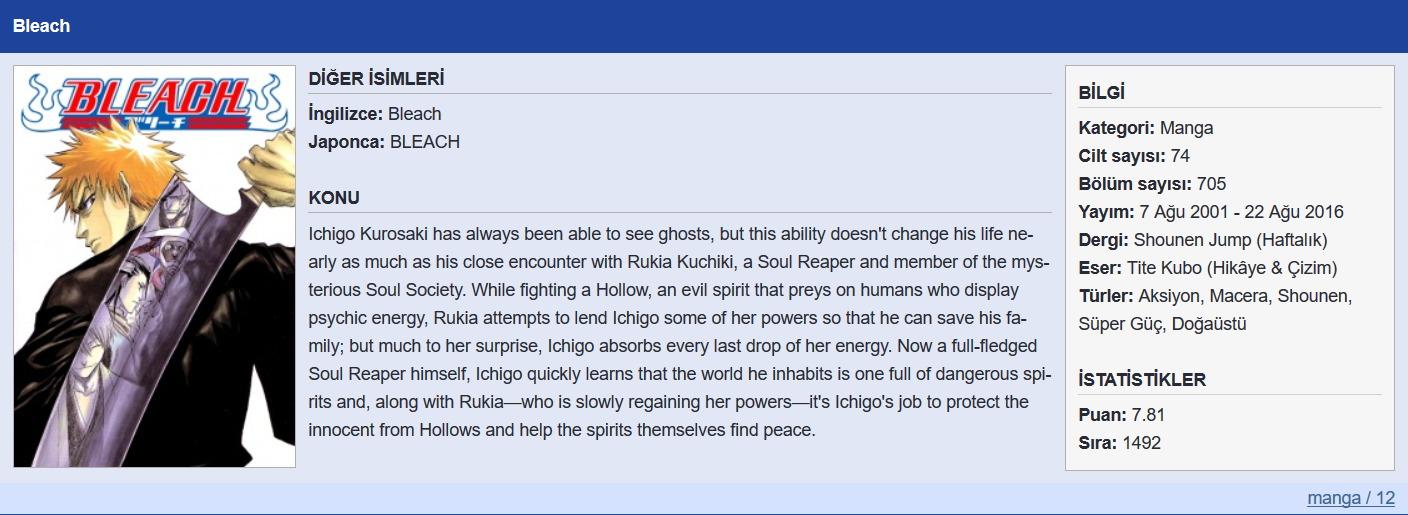 Bleach
BLEACH
ブリーチ
DİĞER İSİMLERİ
İngilizce: Bleach
Japonca: BLEACH
KONU
Ichigo Kurosaki has always been able to see ghosts, but this ability doesn't change his life ne-
arly as much as his close encounter with Rukia Kuchiki, a Soul Reaper and member of the mys-
terious Soul Society. While fighting a Hollow, an evil spirit that preys on humans who display
psychic energy, Rukia attempts to lend Ichigo some of her powers so that he can save his fa-
mily; but much to her surprise, Ichigo absorbs every last drop of her energy. Now a full-fledged
Soul Reaper himself, Ichigo quickly learns that the world he inhabits is one full of dangerous spi-
rits and, along with Rukia—who is slowly regaining her powers—it's Ichigo's job to protect the
innocent from Hollows and help the spirits themselves find peace.
BİLGİ
Kategori: Manga
Cilt sayısı: 74
Bölüm sayısı: 705
Yayım: 7 Ağu 2001 - 22 Ağu 2016
Dergi: Shounen Jump (Haftalık)
Eser: Tite Kubo (Hikâye & Çizim)
Türler: Aksiyon, Macera, Shounen,
Süper Güç, Doğaüstü
İSTATİSTİKLER
Puan: 7.81
Sıra: 1492
manga / 12